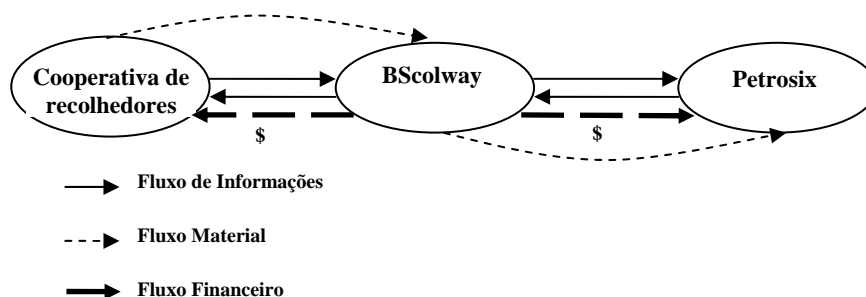 Cooperativa de
recolhedores
BScolway
Petrosix
$
$
Fluxo de Informações
Fluxo Material
Fluxo Financeiro